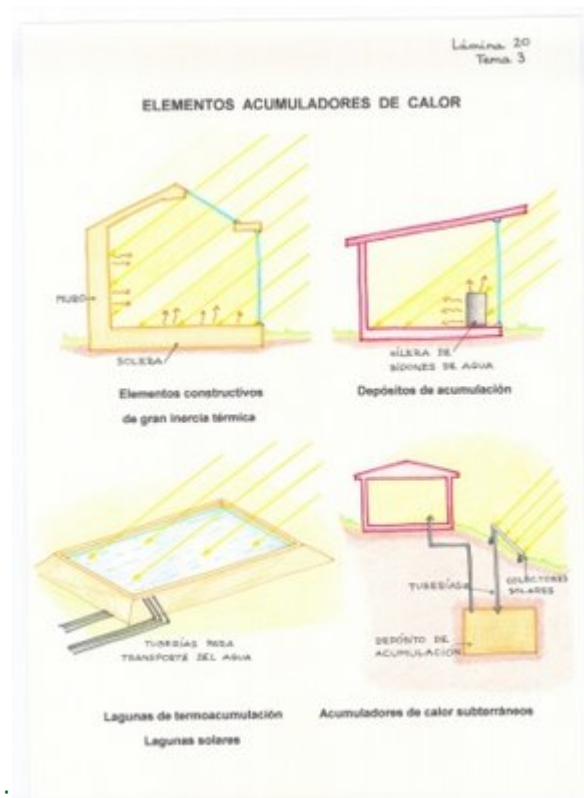 Lámina 20
Tema 3
ELEMENTOS ACUMULADORES DE CALOR
MURO
SOLERA
HILERA DE
BIDONES DE AGUA
Elementos constructivos
de gran inercia térmica
Depósitos de acumulación
TUBERÍAS
COLECTORES
SOLARES
DEPÓSITO DE
ACUMULACION
TUBERÍAS PARA
TRANSPORTE DEL AGUA
Lagunas de termoacumulación
Lagunas solares
Acumuladores de calor subterráneos